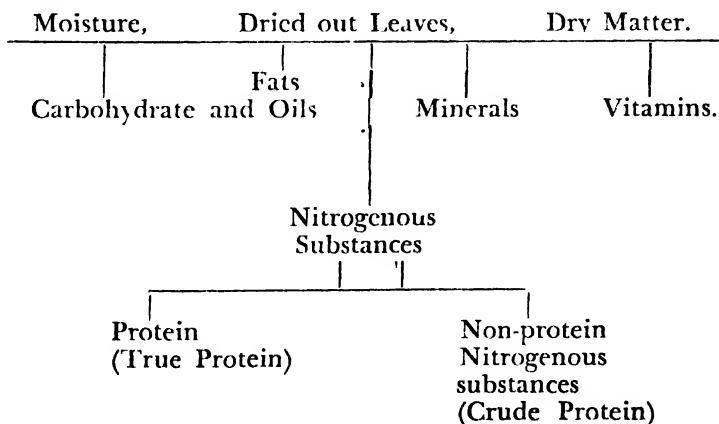 Moisture, Dried out Leaves, Dry Matter.
Fats
Carbohydrate and Oils Minerals Vitamins.
Nitrogenous
Substances
Protein
(True Protein)
Non-protein
Nitrogenous
substances
(Crude Protein)